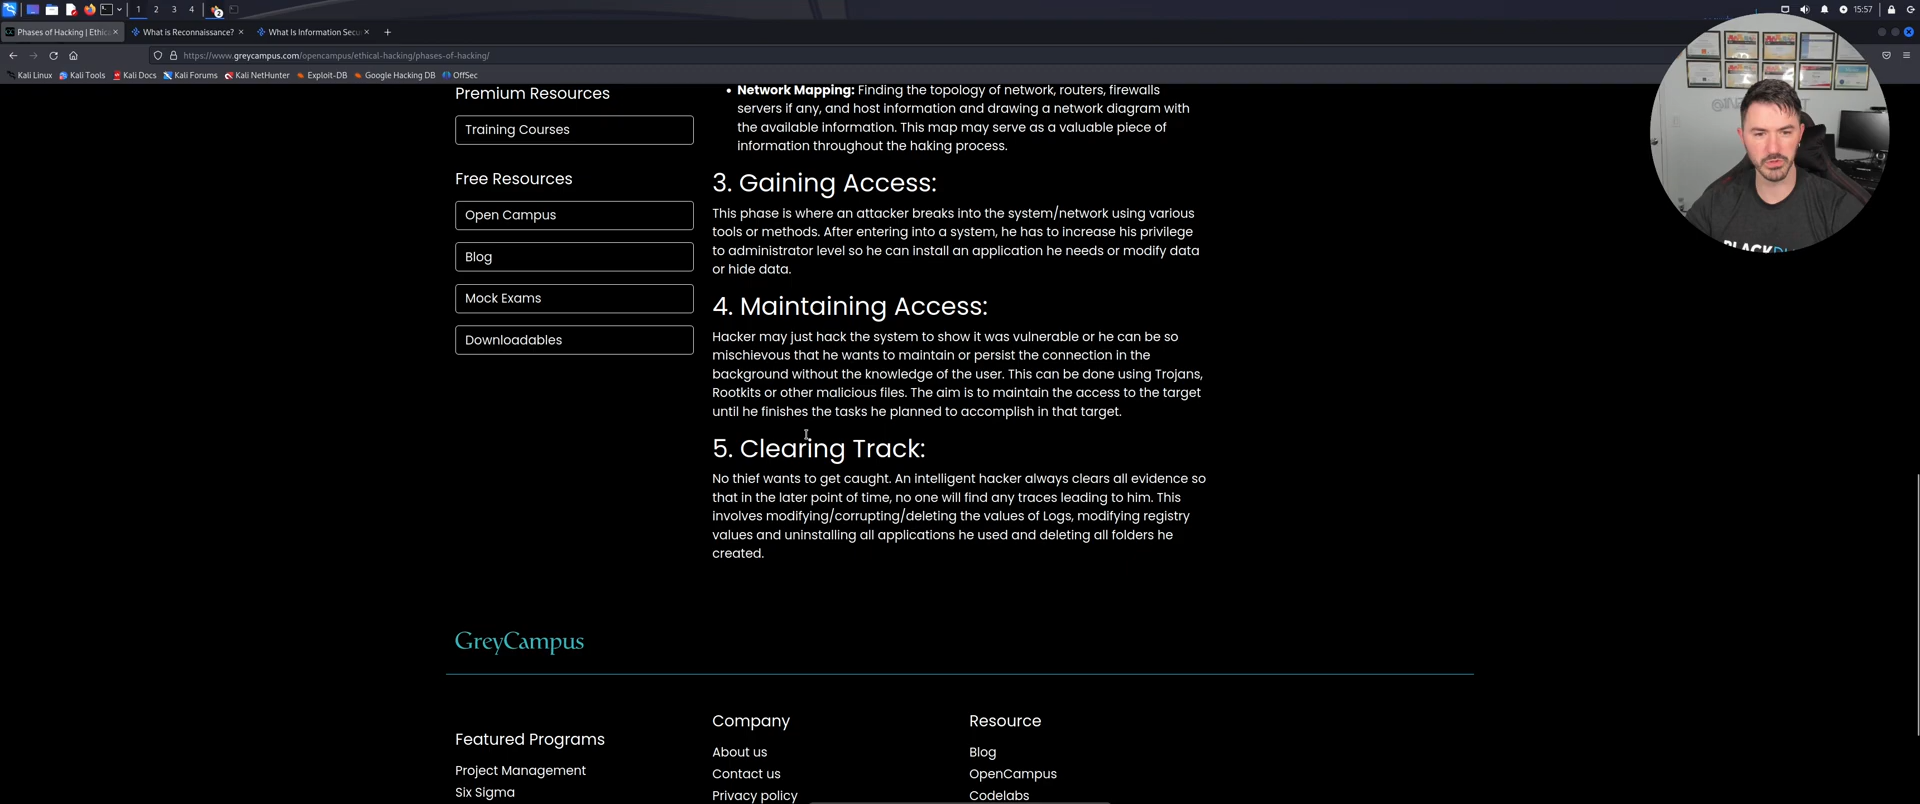 1 2 3 4 2 15:57
Phases of Hacking | Ethic × What is Reconnaissance? × What Is Information Secu × +
https://www.greycampus.com/opencampus/ethical-hacking/phases-of-hacking/
Kali Linux Kali Tools Kali Docs Kali Forums Kali NetHunter Exploit-DB Google Hacking DB OffSec
Premium Resources
Training Courses
Free Resources
Open Campus
Blog
Mock Exams
Downloadables
• Network Mapping: Finding the topology of network, routers, firewalls
servers if any, and host information and drawing a network diagram with
the available information. This map may serve as a valuable piece of
information throughout the haking process.
3. Gaining Access:
This phase is where an attacker breaks into the system/network using various
tools or methods. After entering into a system, he has to increase his privilege
to administrator level so he can install an application he needs or modify data
or hide data.
4. Maintaining Access:
Hacker may just hack the system to show it was vulnerable or he can be so
mischievous that he wants to maintain or persist the connection in the
background without the knowledge of the user. This can be done using Trojans,
Rootkits or other malicious files. The aim is to maintain the access to the target
until he finishes the tasks he planned to accomplish in that target.
5. Clearing Track:
No thief wants to get caught. An intelligent hacker always clears all evidence so
that in the later point of time, no one will find any traces leading to him. This
involves modifying/corrupting/deleting the values of Logs, modifying registry
values and uninstalling all applications he used and deleting all folders he
created.
GreyCampus
Featured Programs
Project Management
Six Sigma
Company
About us
Contact us
Privacy policy
Resource
Blog
OpenCampus
Codelabs